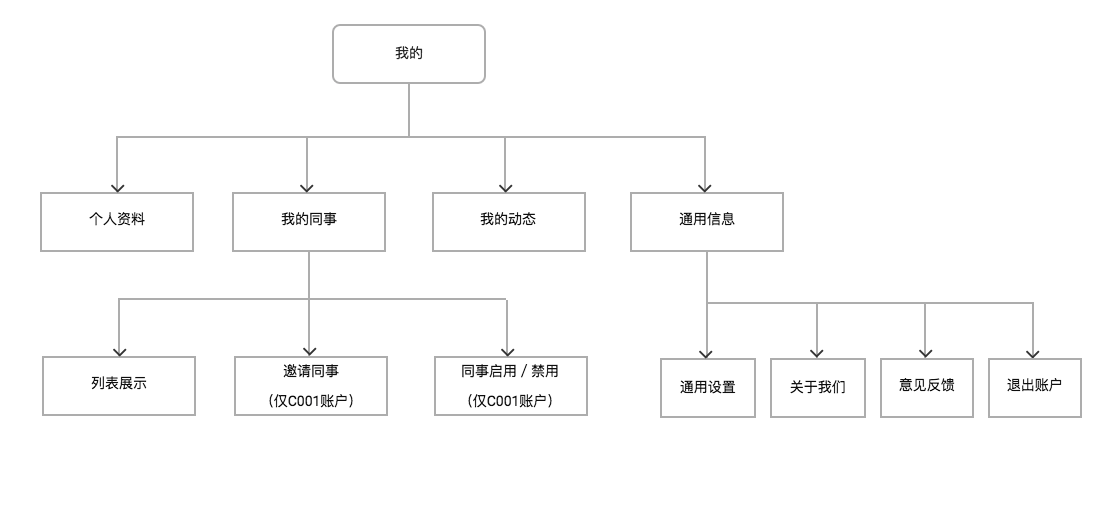 我的
个人资料
我的同事
我的动态
通用信息
列表展示
邀请同事
（仅C001账户）
同事启用 / 禁用
（仅C001账户）
通用设置
关于我们
意见反馈
退出账户